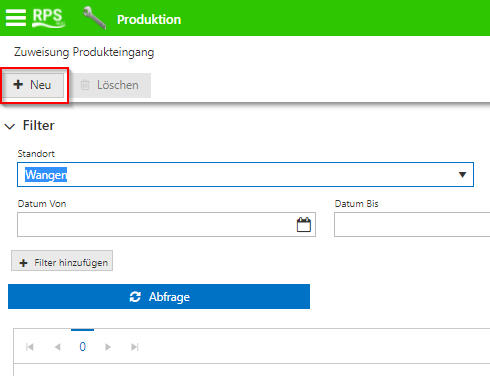 RPS Produktion
Zuweisung Produkteingang
+ Neu Löschen
Filter
Standort
Wangen
Datum Von Datum Bis
+ Filter hinzufügen
Abfrage
0